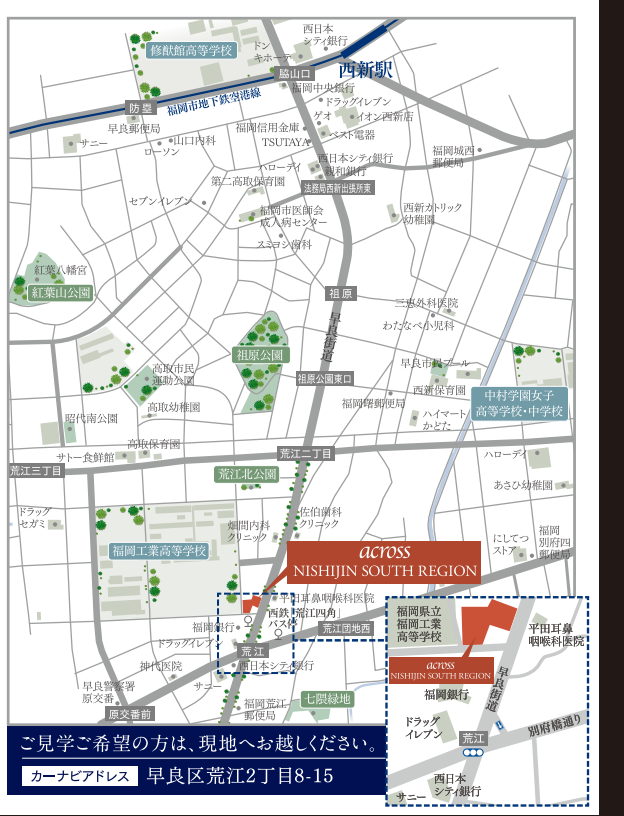 修猷館高等学校
ドン
キホーテ
西日本
シティ銀行
脇山口
西新駅
福岡市地下鉄空港線
防塁
早良郵便局
サニー
山口内科
ローソン
福岡中央銀行
ドラッグイレブン
ゲオ
イオン西新店
福岡信用金庫
ベスト電器
TSUTAYA
西日本シティ銀行
親和銀行
ハローデイ
福岡城西
郵便局
第二高取保育園
法務局西新出張所東
セブンイレブン
福岡市医師会
成人病センター
西新カトリック
幼稚園
スミヨシ歯科
紅葉八幡宮
紅葉山公園
祖原
三恵外科医院
わたなべ小児科
早良街道
祖原公園
早良市民プール
高取市民
運動公園
祖原公園東口
西新保育園
中村学園女子
高等学校・中学校
高取幼稚園
福岡曙郵便局
ハイマート
かどた
昭代南公園
高取保育園
サトー食鮮館
荒江二丁目
荒江三丁目
ハローデイ
荒江北公園
あさひ幼稚園
ドラッグ
セガミ
佐伯歯科
クリニック
畑間内科
クリニック
福岡工業高等学校
にしてつ
ストア
福岡
別府四
郵便局
across
NISHIJIN SOUTH REGION
平田耳鼻咽喉科医院
西鉄「荒江四角」
バス停
福岡銀行
荒江団地西
ドラッグイレブン
荒江
神代医院
西日本シティ銀行
サニー
早良警察署
原交番
原交番前
福岡荒江
郵便局
七隈緑地
福岡県立
福岡工業
高等学校
平田耳鼻
咽喉科医院
across
NISHIJIN SOUTH REGION
早良街道
福岡銀行
ドラッグ
イレブン
荒江
別府橋通り
西日本
シティ銀行
サニー
ご見学ご希望の方は、現地へお越しください。
カーナビアドレス 早良区荒江2丁目8-15